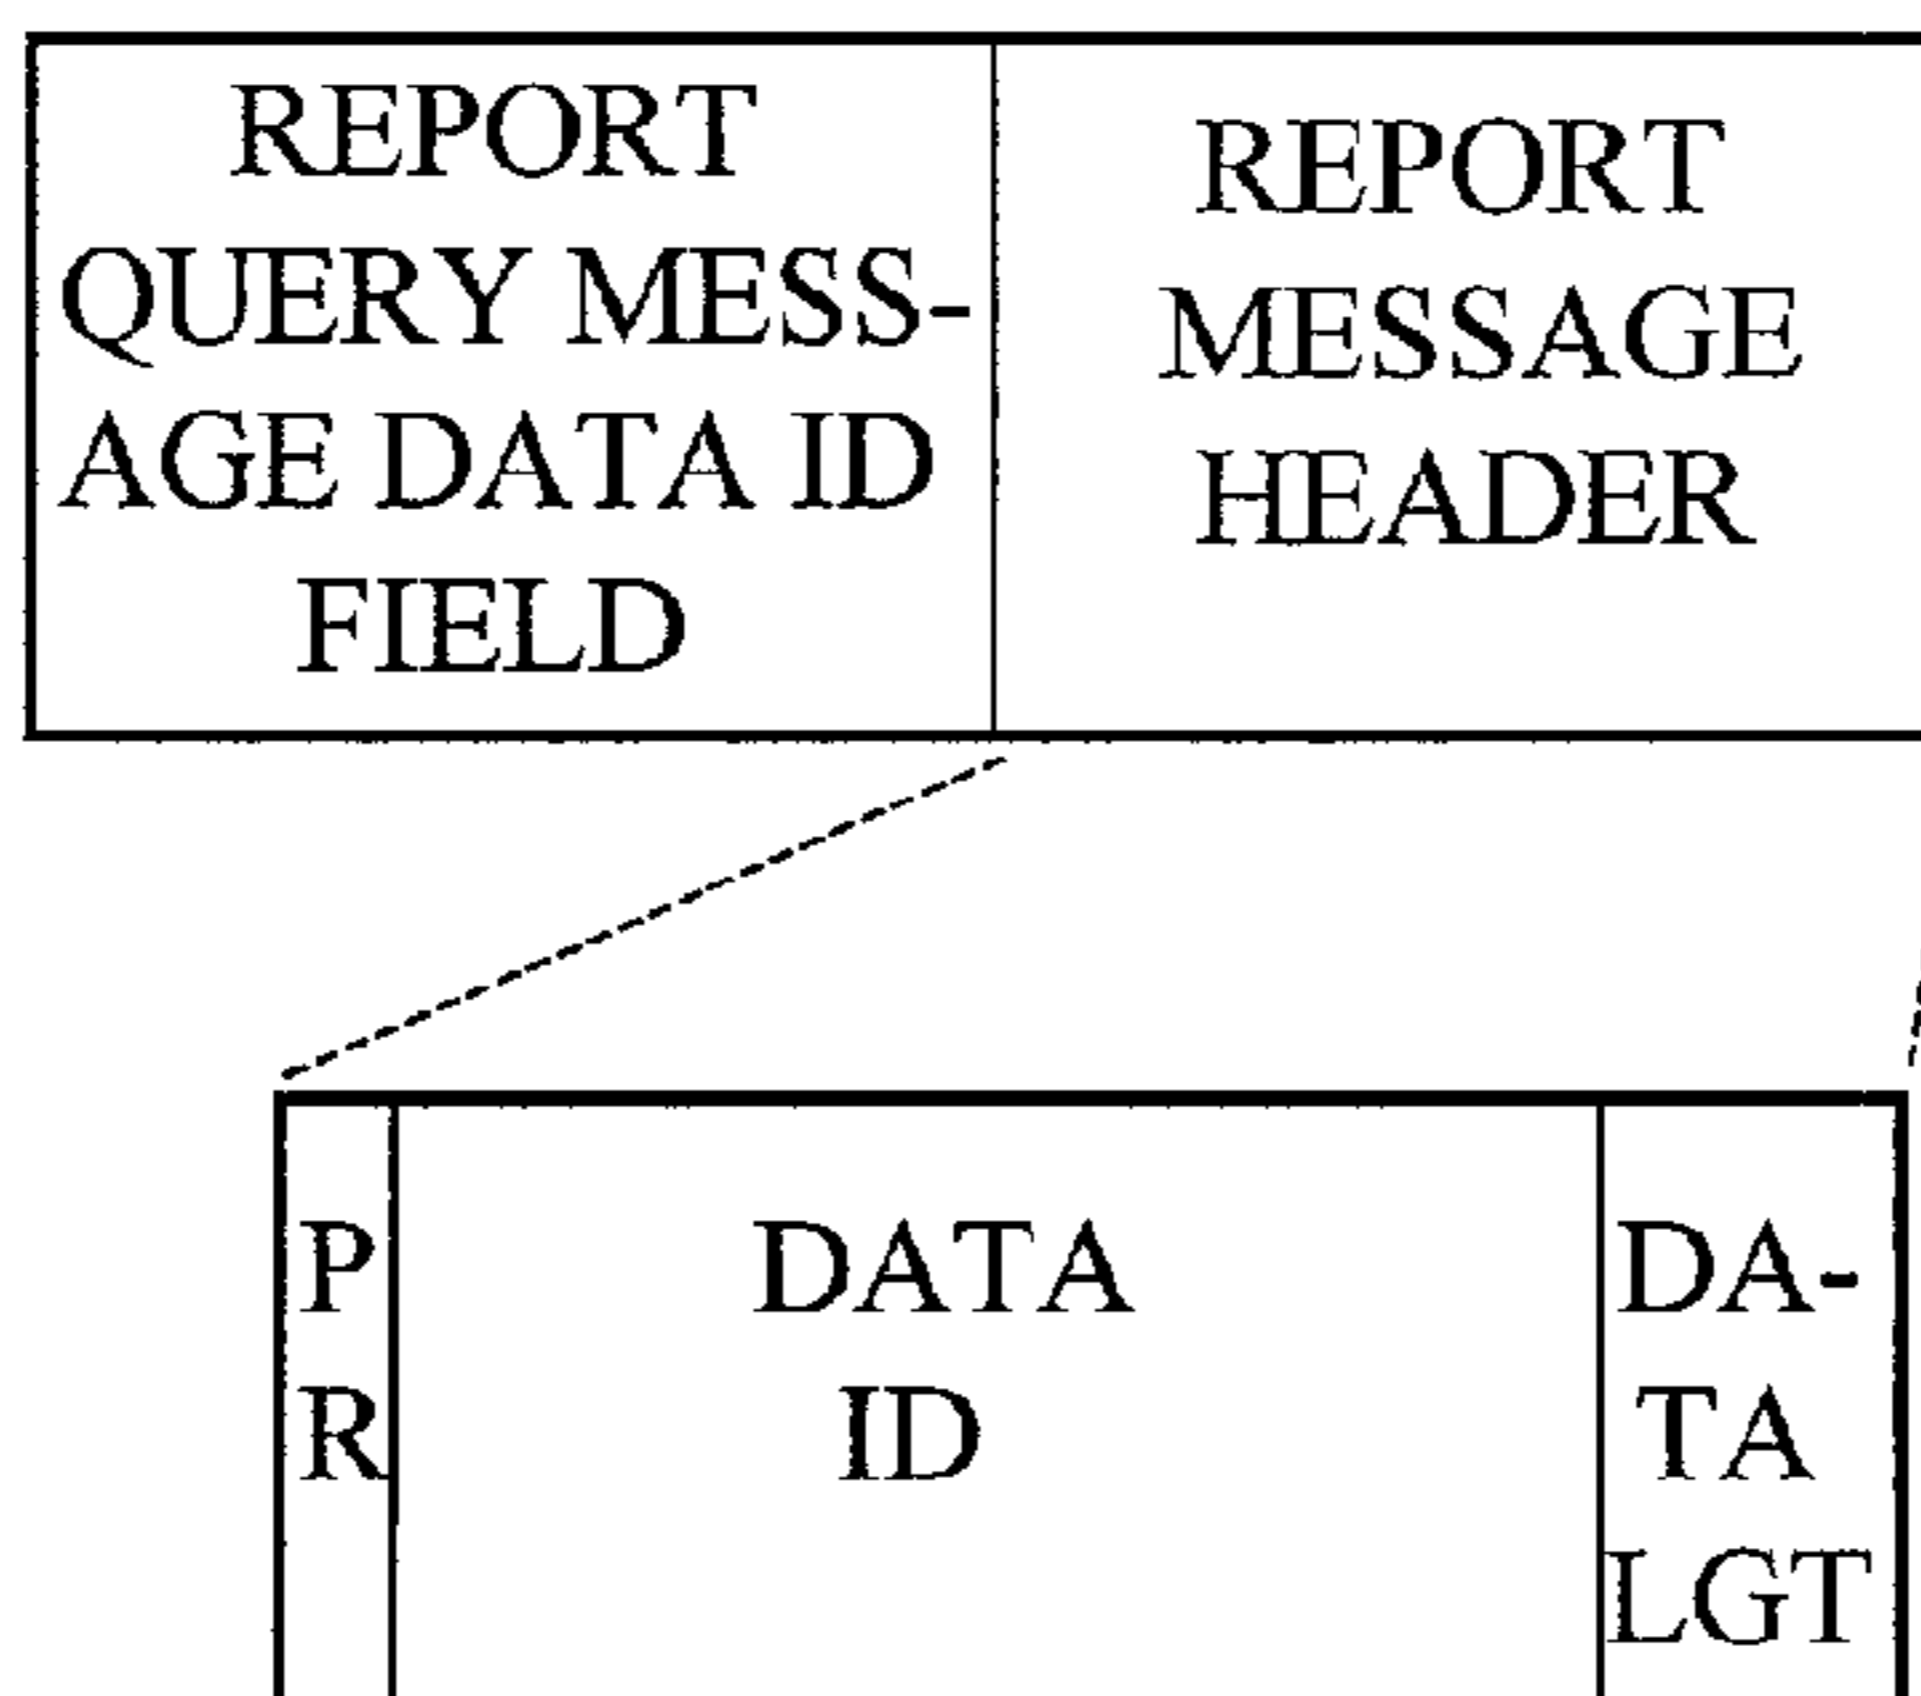 REPORT
QUERY MESS-
AGE DATA ID
FIELD
REPORT
MESSAGE
HEADER
P
R
DATA
ID
DA-
TA
LGT